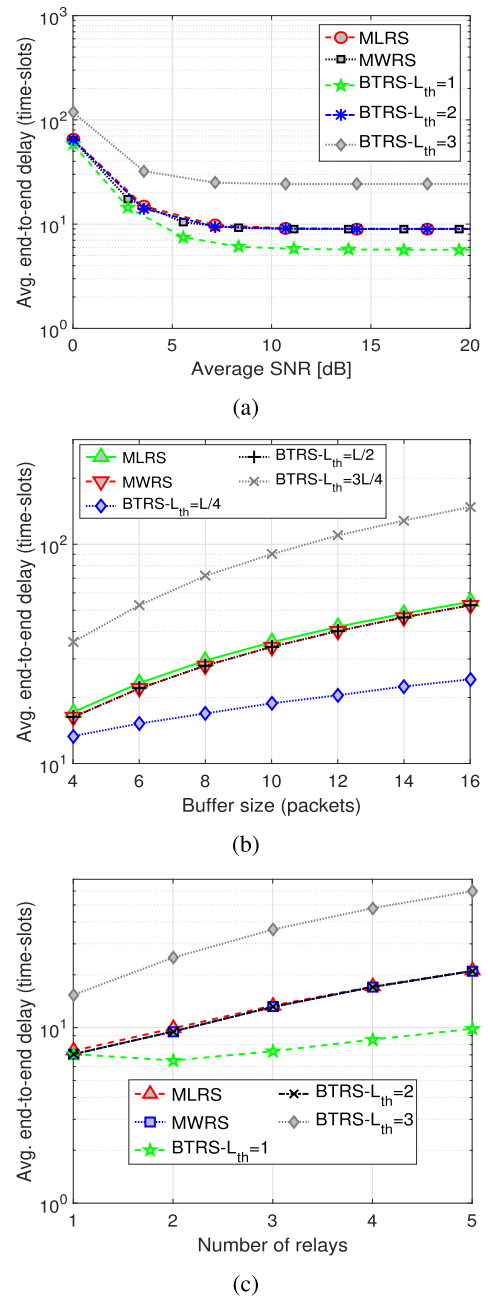 Avg. end-to-end delay (time-slots)
10^3
10^2
10^1
10^0
MLRS
MWRS
BTRS-L_th=1
BTRS-L_th=2
BTRS-L_th=3
0 5 10 15 20
Average SNR [dB]
(a)
Avg. end-to-end delay (time-slots)
10^2
10^1
MLRS
MWRS
BTRS-L_th=L/4
BTRS-L_th=L/2
BTRS-L_th=3L/4
4 6 8 10 12 14 16
Buffer size (packets)
(b)
Avg. end-to-end delay (time-slots)
10^1
10^0
MLRS
MWRS
BTRS-L_th=1
BTRS-L_th=2
BTRS-L_th=3
1 2 3 4 5
Number of relays
(c)